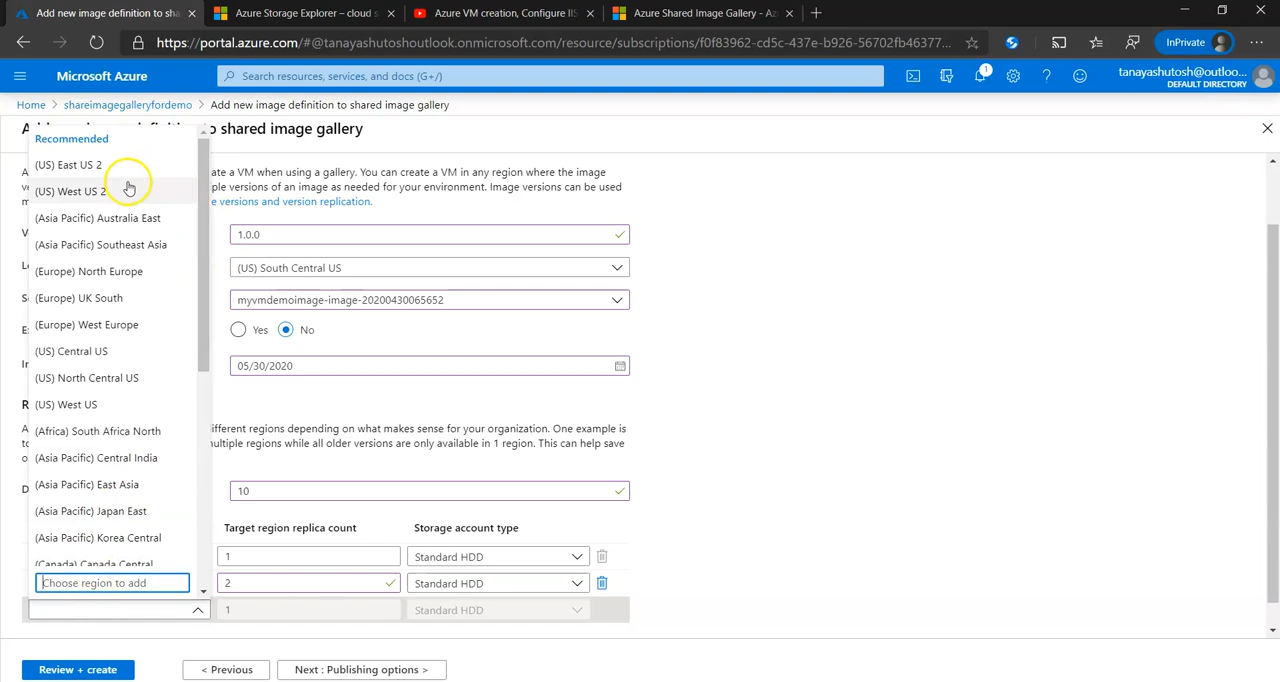 Add new image definition to sha
Azure Storage Explorer – cloud s
Azure VM creation, Configure IIS
Azure Shared Image Gallery - Az
https://portal.azure.com/#@tanayashutoshoutlook.onmicrosoft.com/resource/subscriptions/f0f83962-cd5c-437e-b926-56702fb46377...
InPrivate
Microsoft Azure
Search resources, services, and docs (G+/)
1
tanayashutosh@outloo...
DEFAULT DIRECTORY
Home > shareimagegalleryfordemo > Add new image definition to shared image gallery
o shared image gallery
Recommended
(US) East US 2
(US) West US 2
(Asia Pacific) Australia East
(Asia Pacific) Southeast Asia
(Europe) North Europe
(Europe) UK South
(Europe) West Europe
(US) Central US
(US) North Central US
(US) West US
(Africa) South Africa North
(Asia Pacific) Central India
(Asia Pacific) East Asia
(Asia Pacific) Japan East
(Asia Pacific) Korea Central
(Canada) Canada Central
Choose region to add
ate a VM when using a gallery. You can create a VM in any region where the image
ple versions of an image as needed for your environment. Image versions can be used
e versions and version replication.
1.0.0
(US) South Central US
myvmdemoimage-image-20200430065652
Yes No
05/30/2020
ifferent regions depending on what makes sense for your organization. One example is
nultiple regions while all older versions are only available in 1 region. This can help save
10
Target region replica count Storage account type
1 Standard HDD
2 Standard HDD
1 Standard HDD
Review + create
< Previous
Next : Publishing options >